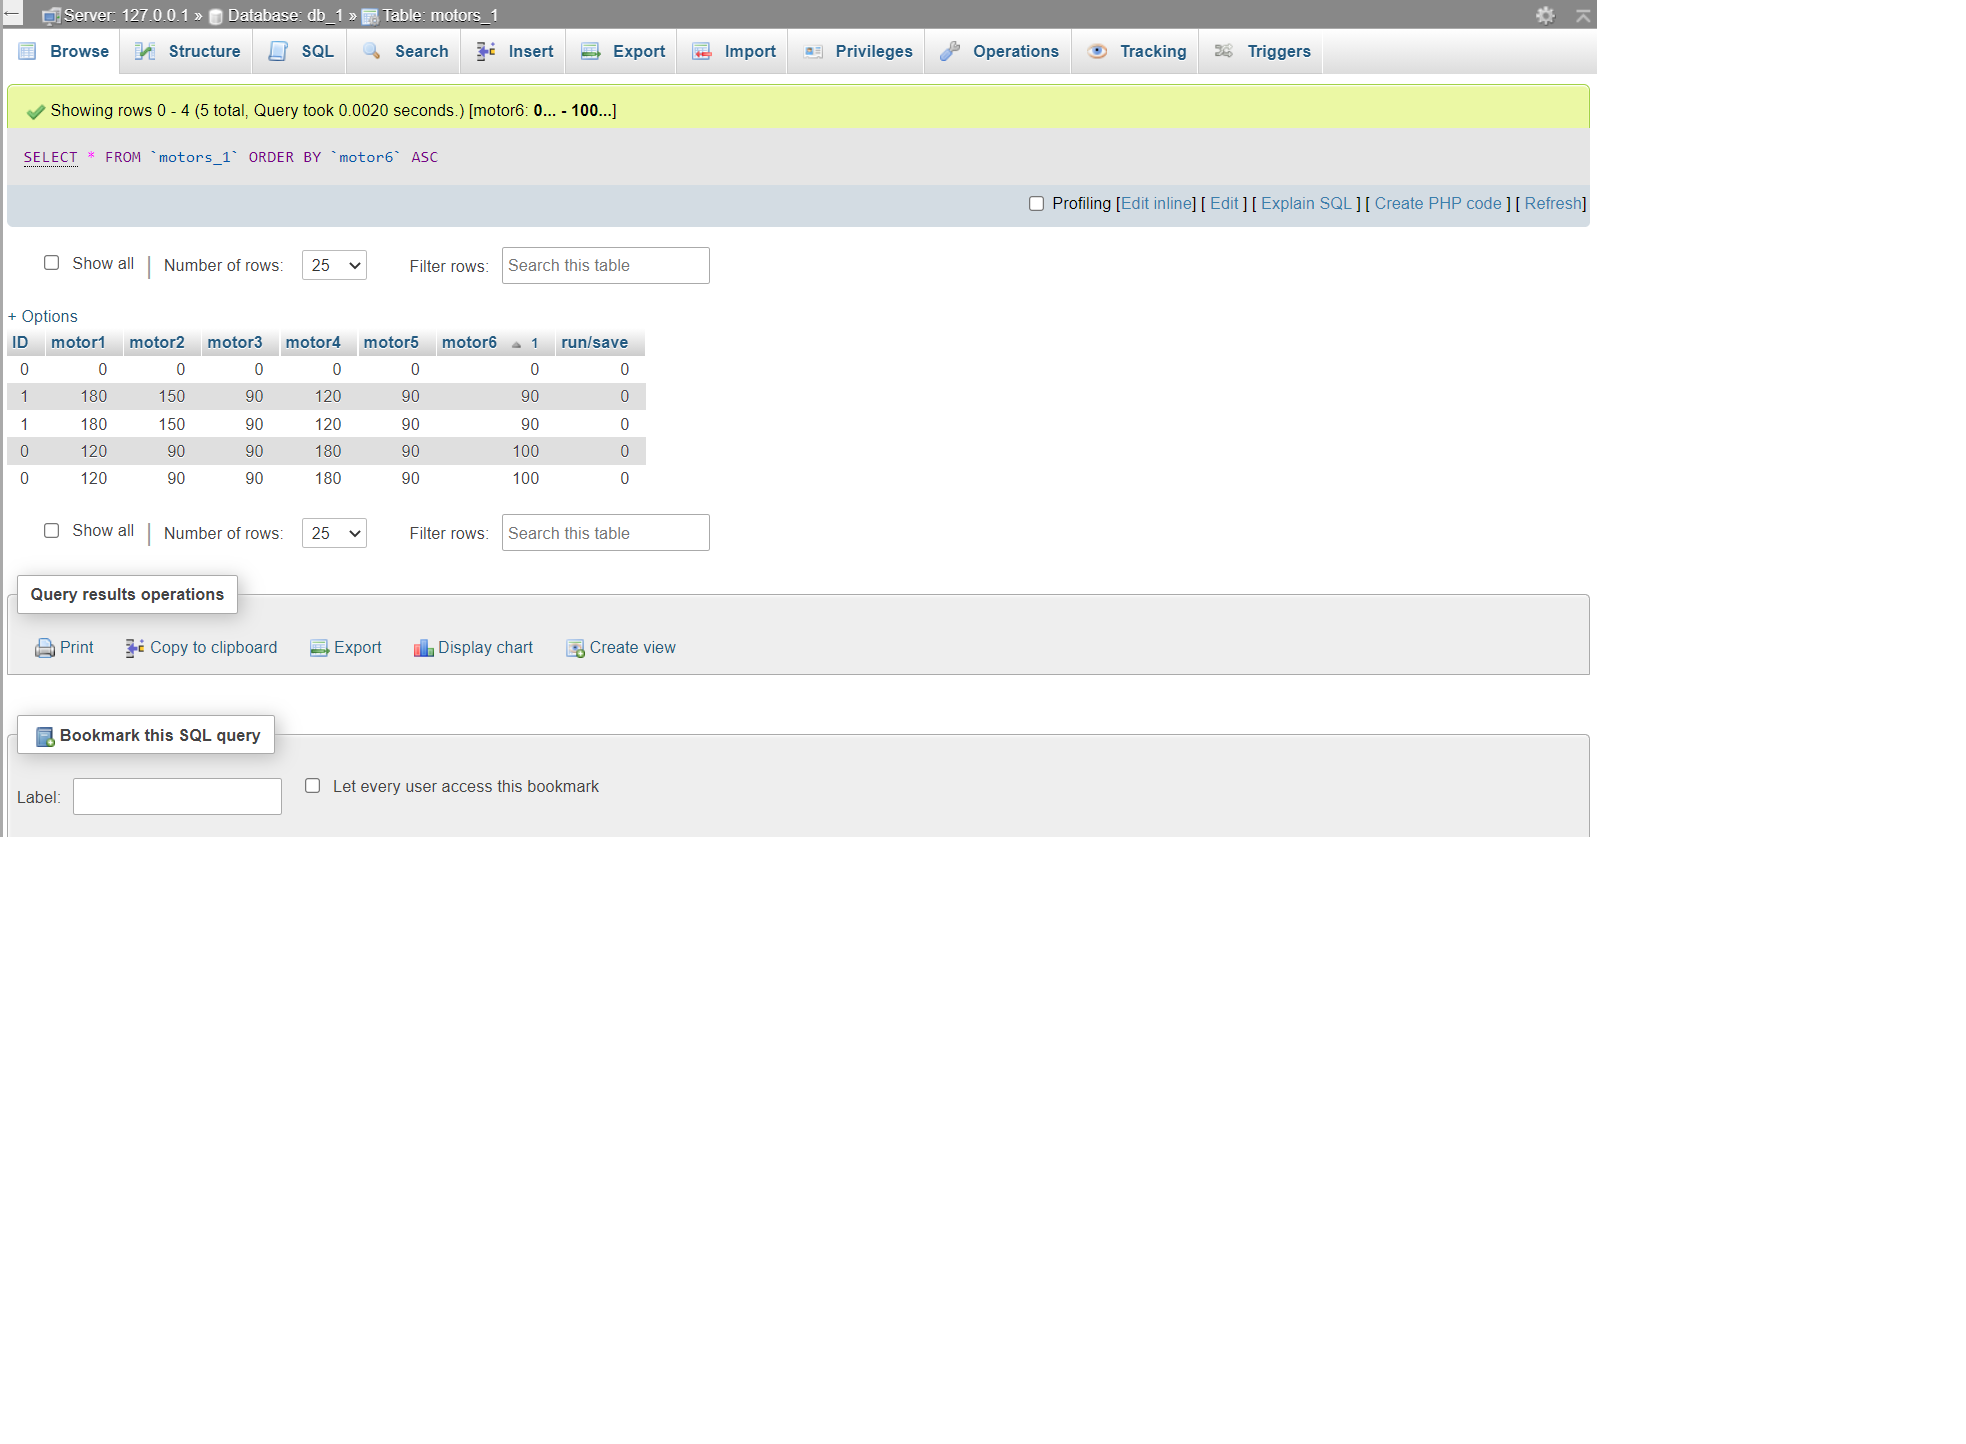 ← Server: 127.0.0.1 » Database: db_1 » Table: motors_1
Browse Structure SQL Search Insert Export Import Privileges Operations Tracking Triggers
Showing rows 0 - 4 (5 total, Query took 0.0020 seconds.) [motor6: 0... - 100...]
SELECT * FROM `motors_1` ORDER BY `motor6` ASC
Profiling [Edit inline] [ Edit ] [ Explain SQL ] [ Create PHP code ] [ Refresh]
Show all | Number of rows: 25 Filter rows: Search this table
+ Options
ID motor1 motor2 motor3 motor4 motor5 motor6 1 run/save
0 0 0 0 0 0 0 0
1 180 150 90 120 90 90 0
1 180 150 90 120 90 90 0
0 120 90 90 180 90 100 0
0 120 90 90 180 90 100 0
Show all | Number of rows: 25 Filter rows: Search this table
Query results operations
Print Copy to clipboard Export Display chart Create view
Bookmark this SQL query
Label: Let every user access this bookmark